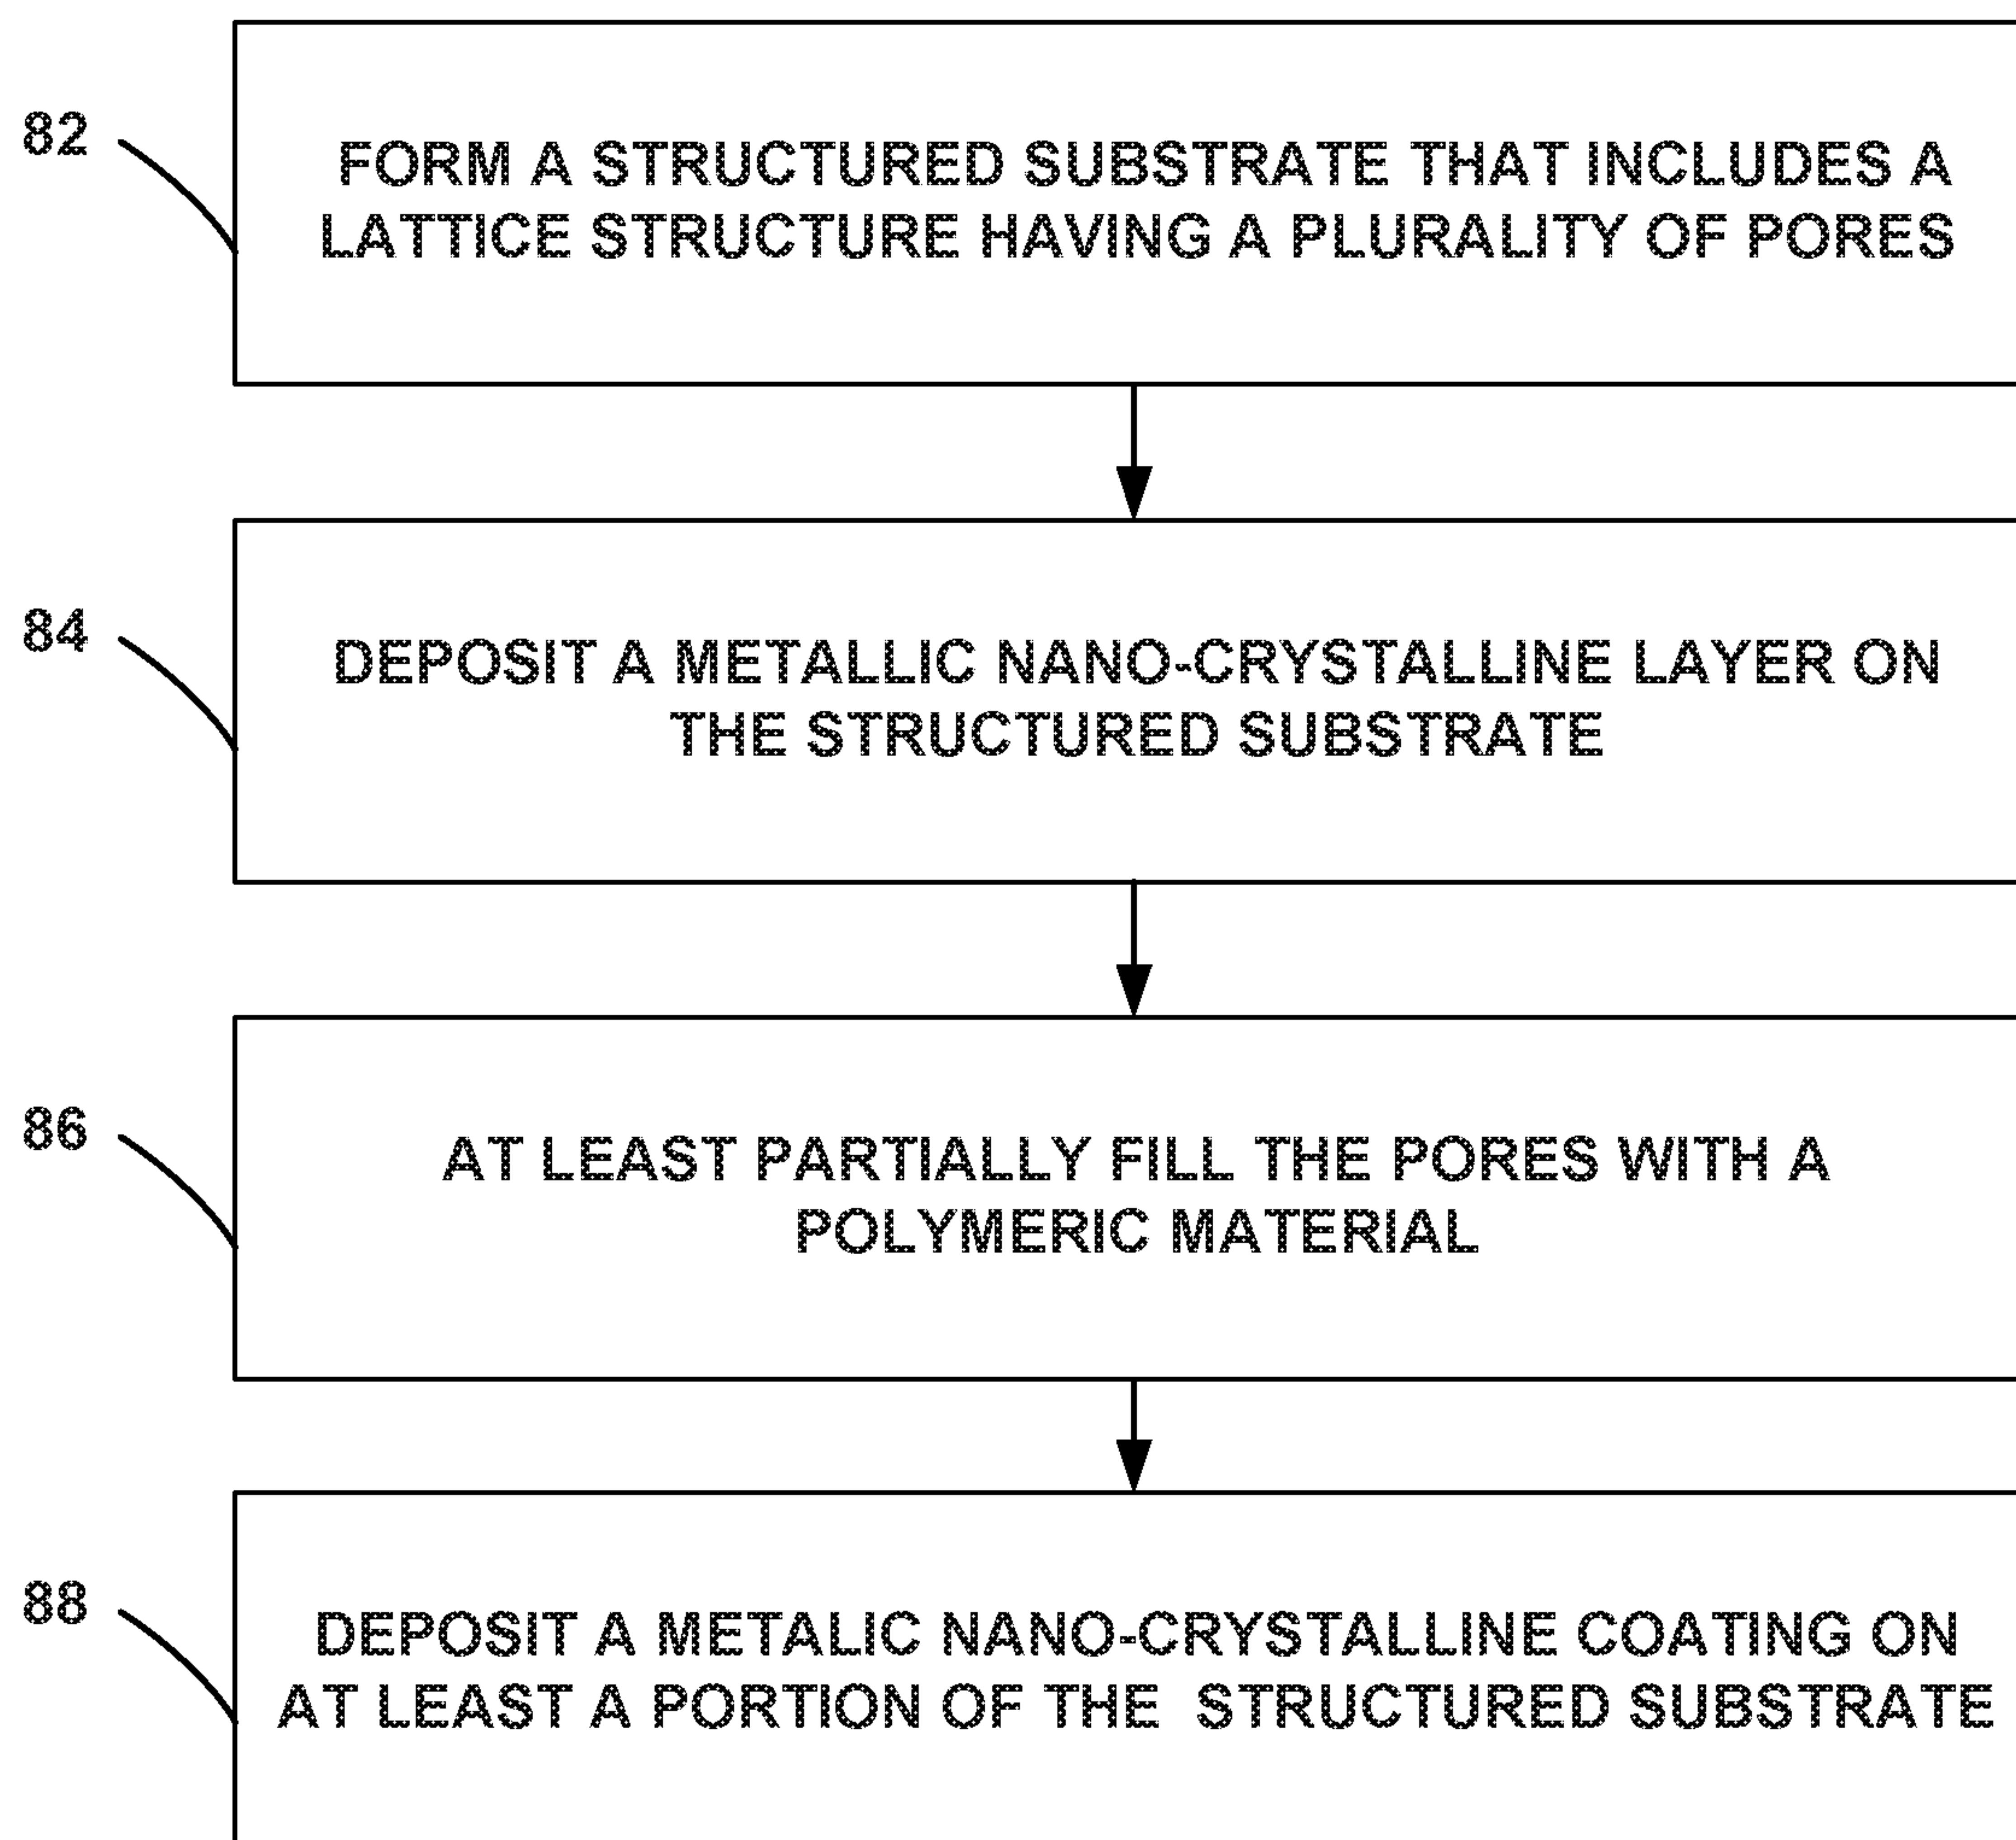 82
FORM A STRUCTURED SUBSTRATE THAT INCLUDES A
LATTICE STRUCTURE HAVING A PLURALITY OF PORES
84
DEPOSIT A METALLIC NANO-CRYSTALLINE LAYER ON
THE STRUCTURED SUBSTRATE
86
AT LEAST PARTIALLY FILL THE PORES WITH A
POLYMERIC MATERIAL
88
DEPOSIT A METALIC NANO-CRYSTALLINE COATING ON
AT LEAST A PORTION OF THE STRUCTURED SUBSTRATE